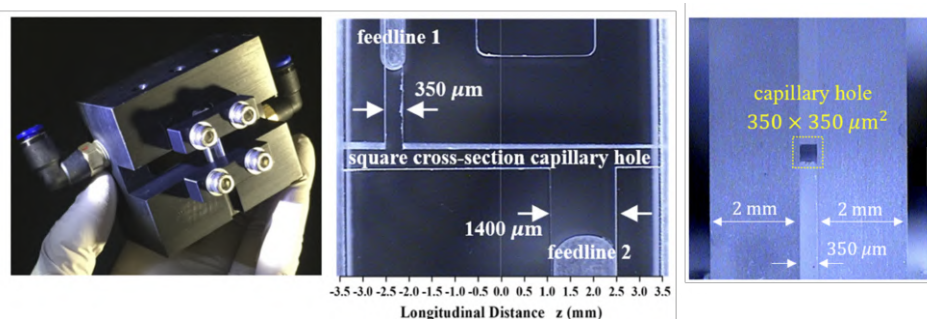 feedline 1
350 μm
square cross-section capillary hole
1400 μm
feedline 2
-3.5 -3.0 -2.5 -2.0 -1.5 -1.0 -0.5 0.0 0.5 1.0 1.5 2.0 2.5 3.0 3.5
Longitudinal Distance z (mm)
capillary hole
350 × 350 μm²
2 mm 2 mm
350 μm